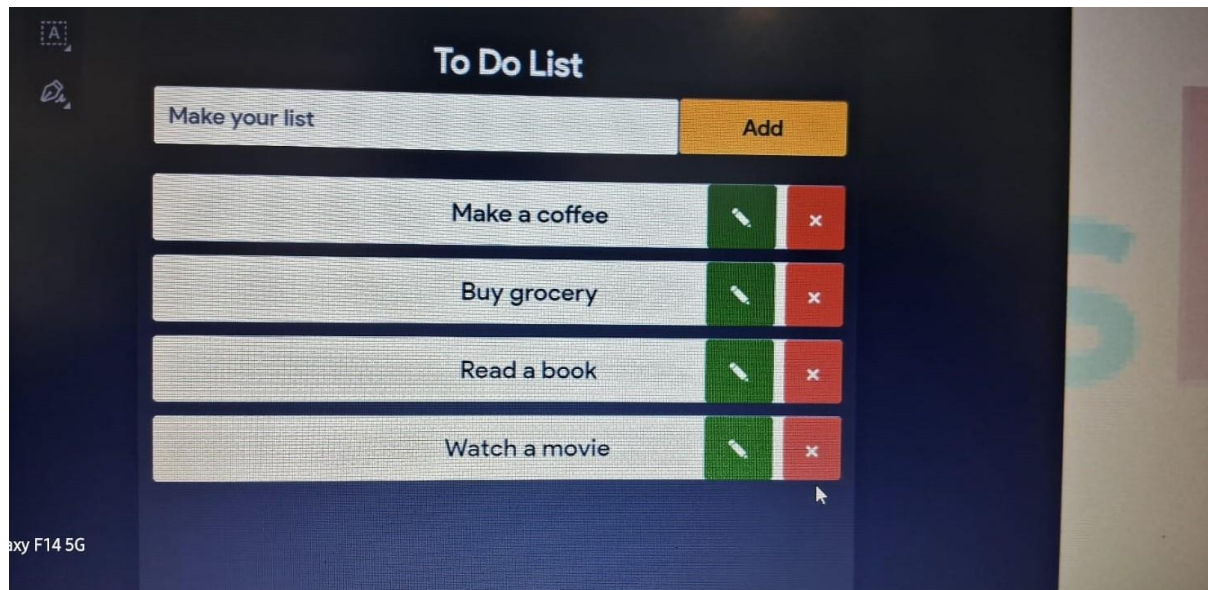 A
To Do List
Make your list
Add
Make a coffee
Buy grocery
Read a book
Watch a movie
axy F14 5G
S